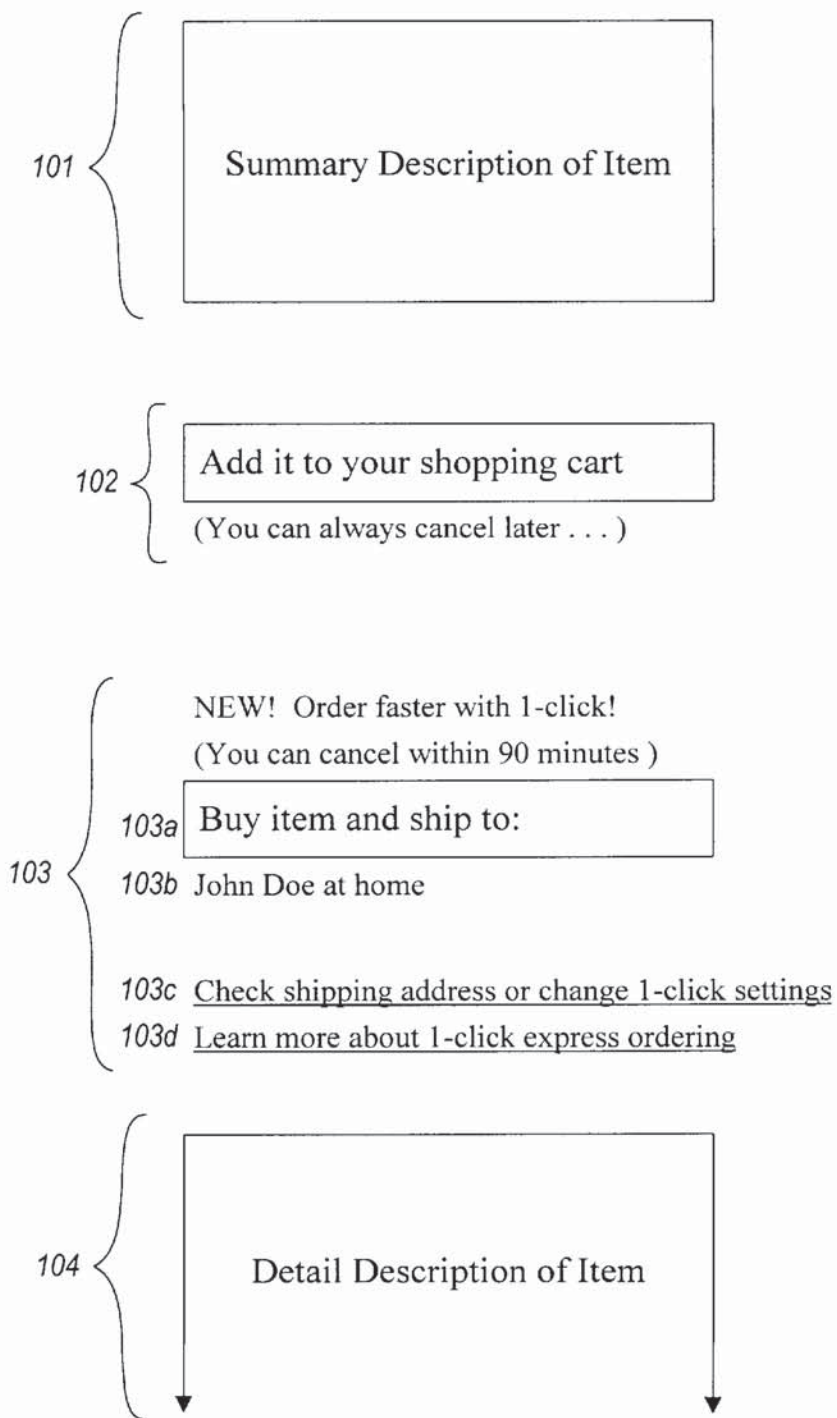 101 Summary Description of Item
102 Add it to your shopping cart
(You can always cancel later . . . )
103
NEW! Order faster with 1-click!
(You can cancel within 90 minutes )
103a Buy item and ship to:
103b John Doe at home
103c Check shipping address or change 1-click settings
103d Learn more about 1-click express ordering
104 Detail Description of Item